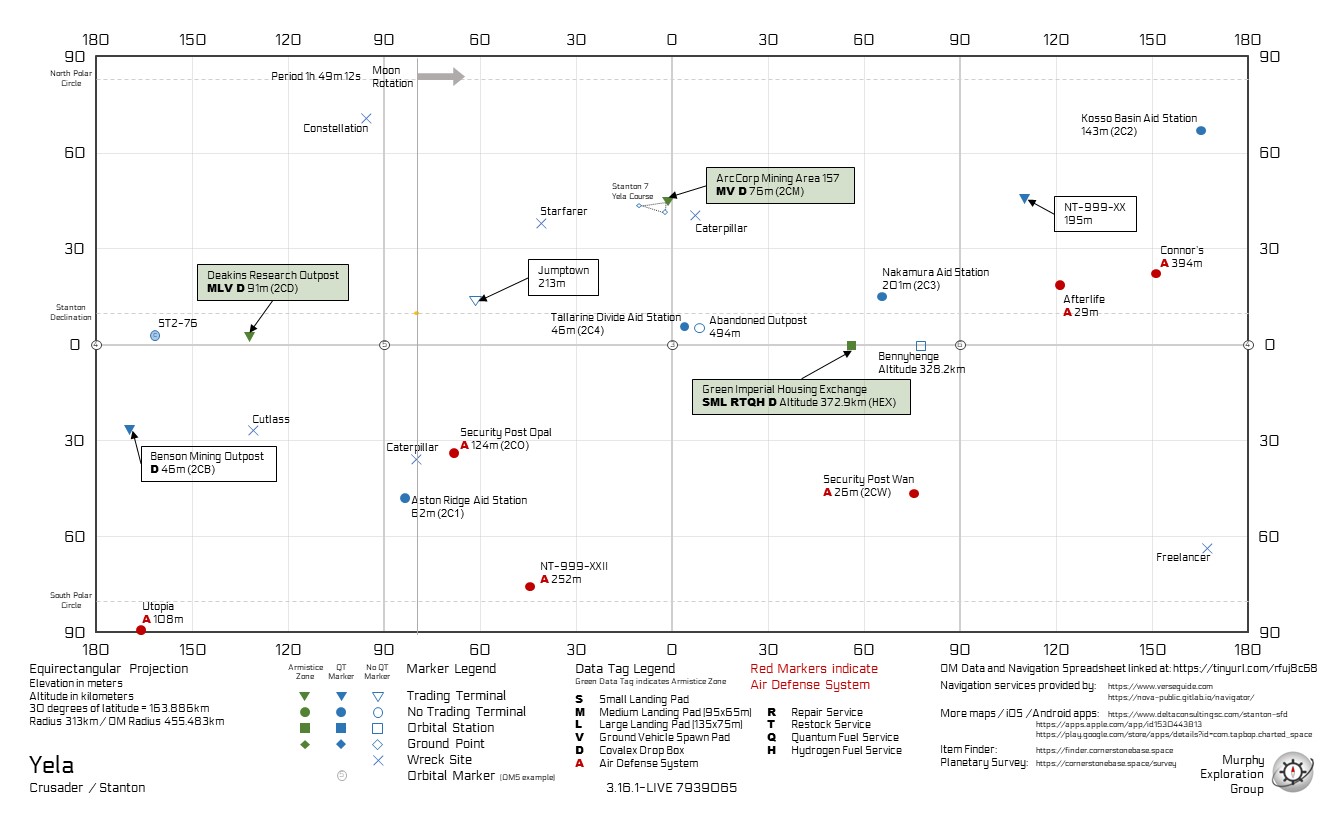 180 150 120 90 60 30 0 30 60 90 120 150 180
90 90
North Polar
Circle
Period 1h 49m 12s
Moon
Rotation
Constellation
Kosso Basin Aid Station
143m (2C2)
60 60
ArcCorp Mining Area 157
MV D 76m (2CM)
Stanton 7
Yela Course
Starfarer
Caterpillar
NT-999-XX
195m
30 30
Connor's
A 394m
Deakins Research Outpost
MLV D 91m (2CD)
Jumptown
213m
Nakamura Aid Station
201m (2C3)
Afterlife
A 29m
Stanton
Declination
ST2-76
Tallarine Divide Aid Station
46m (2C4)
Abandoned Outpost
494m
0 0
Bennyhenge
Altitude 328.2km
Green Imperial Housing Exchange
SML RTQH D Altitude 372.9km (HEX)
Cutlass
30 30
Benson Mining Outpost
D 46m (2CB)
Caterpillar
Security Post Opal
A 124m (2CO)
Security Post Wan
A 26m (2CW)
Aston Ridge Aid Station
62m (2C1)
60 60
Freelancer
NT-999-XXII
A 252m
South Polar
Circle
Utopia
A 108m
90 90
180 150 120 90 60 30 0 30 60 90 120 150 180
Equirectangular Projection
Elevation in meters
Altitude in kilometers
30 degrees of latitude = 163.886km
Radius 313km / OM Radius 455.483km
Yela
Crusader / Stanton
Armistice
Zone
QT
Marker
No QT
Marker
Marker Legend
Trading Terminal
No Trading Terminal
Orbital Station
Ground Point
Wreck Site
Orbital Marker (OM5 example)
Data Tag Legend
Green Data Tag indicates Armistice Zone
S Small Landing Pad
M Medium Landing Pad (95x65m)
L Large Landing Pad (135x75m)
V Ground Vehicle Spawn Pad
D Covalex Drop Box
A Air Defense System
Red Markers indicate
Air Defense System
R Repair Service
T Restock Service
Q Quantum Fuel Service
H Hydrogen Fuel Service
3.16.1-LIVE 7939065
OM Data and Navigation Spreadsheet linked at: https://tinyurl.com/rfuj8c68
Navigation services provided by: https://www.verseguide.com
https://nova-public.gitlab.io/navigator/
More maps / iOS / Android apps: https://www.deltaconsultingsc.com/stanton-sfd
https://apps.apple.com/app/id1530443813
https://play.google.com/store/apps/details?id=com.tapbop.charted_space
Item Finder: https://finder.cornerstonebase.space
Planetary Survey: https://cornerstonebase.space/survey
Murphy
Exploration
Group